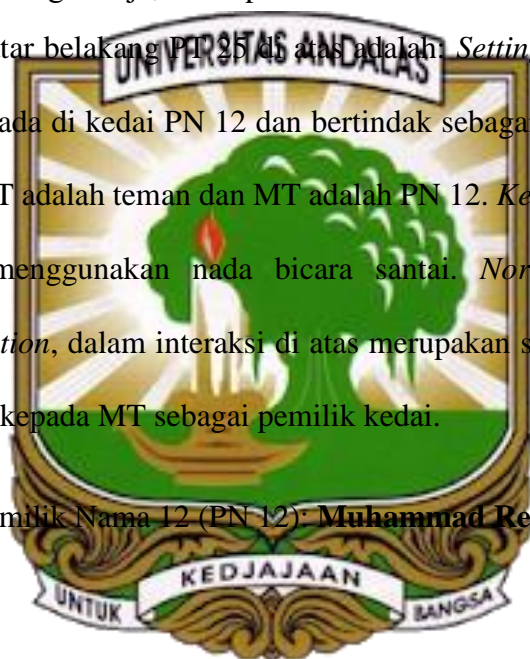 tar belakang PT 25 di atas adalah: Setting
UNIVERSITAS ANDALAS
ada di kedai PN 12 dan bertindak sebaga
T adalah teman dan MT adalah PN 12. Ke
menggunakan nada bicara santai. Nor
tion, dalam interaksi di atas merupakan s
kepada MT sebagai pemilik kedai.
milik Nama 12 (PN 12): Muhammad Re
KEDJAJAAN
UNTUK BANGSA